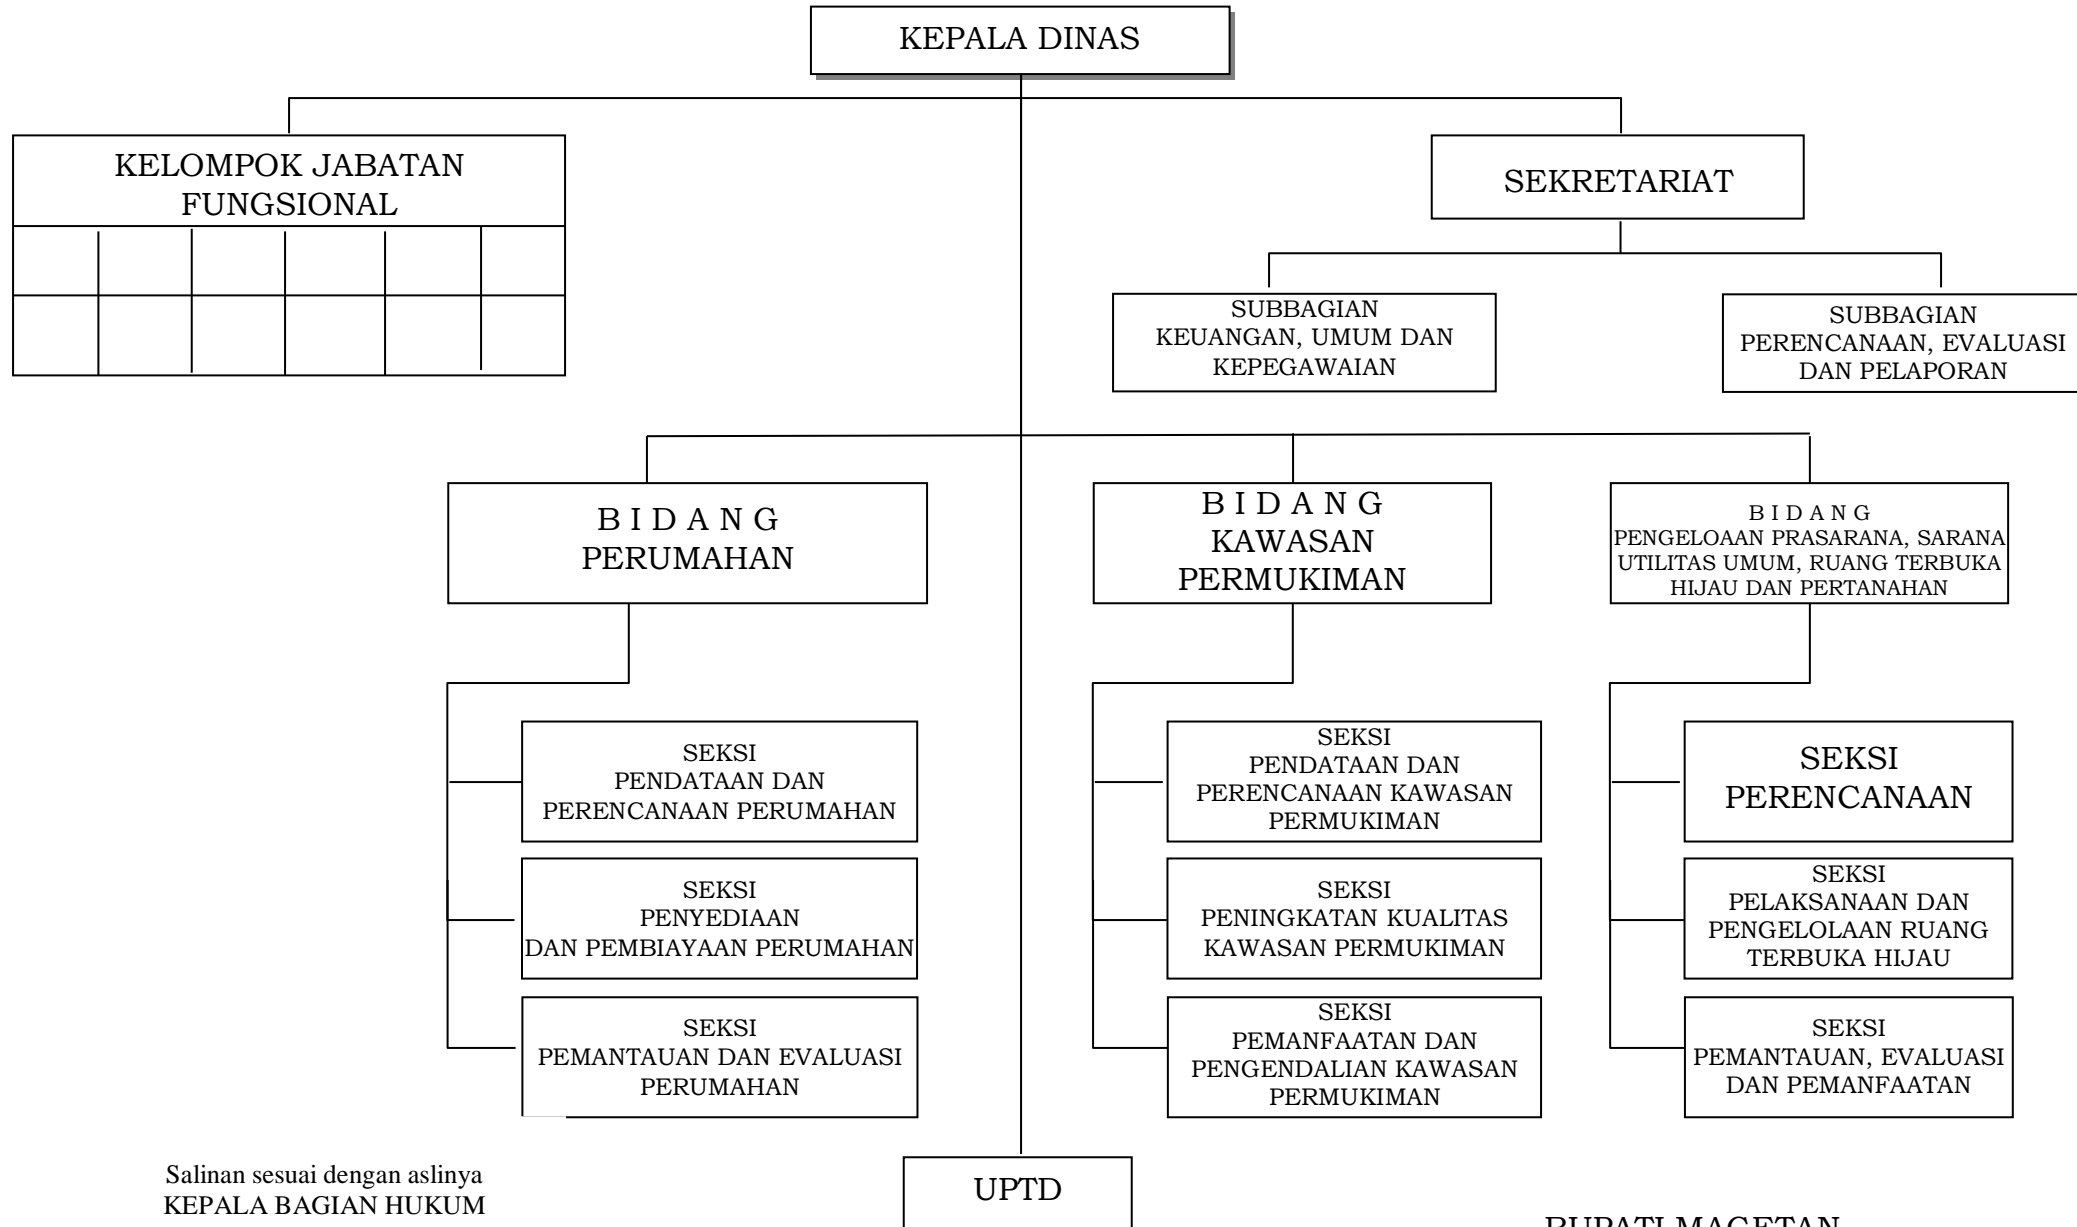 KEPALA DINAS
KELOMPOK JABATAN
FUNGSIONAL
SEKRETARIAT
SUBBAGIAN
KEUANGAN, UMUM DAN
KEPEGAWAIAN
SUBBAGIAN
PERENCANAAN, EVALUASI
DAN PELAPORAN
B I D A N G
PERUMAHAN
B I D A N G
KAWASAN
PERMUKIMAN
B I D A N G
PENGELOAAN PRASARANA, SARANA
UTILITAS UMUM, RUANG TERBUKA
HIJAU DAN PERTANAHAN
SEKSI
PENDATAAN DAN
PERENCANAAN PERUMAHAN
SEKSI
PENYEDIAAN
DAN PEMBIAYAAN PERUMAHAN
SEKSI
PEMANTAUAN DAN EVALUASI
PERUMAHAN
SEKSI
PENDATAAN DAN
PERENCANAAN KAWASAN
PERMUKIMAN
SEKSI
PENINGKATAN KUALITAS
KAWASAN PERMUKIMAN
SEKSI
PEMANFAATAN DAN
PENGENDALIAN KAWASAN
PERMUKIMAN
SEKSI
PERENCANAAN
SEKSI
PELAKSANAAN DAN
PENGELOLAAN RUANG
TERBUKA HIJAU
SEKSI
PEMANTAUAN, EVALUASI
DAN PEMANFAATAN
UPTD
Salinan sesuai dengan aslinya
KEPALA BAGIAN HUKUM
BUPATI MAGETAN